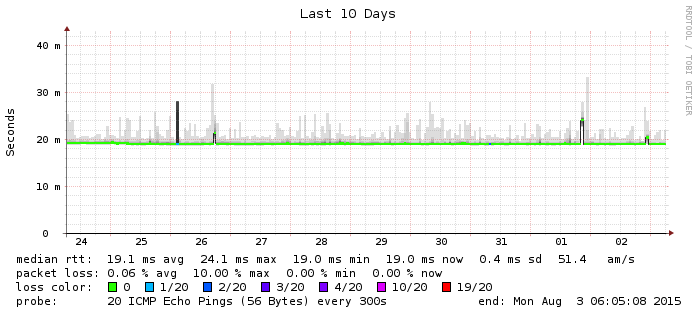 Last 10 Days
RRDTOOL / TOBI OETIKER
Seconds
40 m
30 m
20 m
10 m
0
24 25 26 27 28 29 30 31 01 02
median rtt: 19.1 ms avg 24.1 ms max 19.0 ms min 19.0 ms now 0.4 ms sd 51.4 am/s
packet loss: 0.06 % avg 10.00 % max 0.00 % min 0.00 % now
loss color: 0 1/20 2/20 3/20 4/20 10/20 19/20
probe: 20 ICMP Echo Pings (56 Bytes) every 300s end: Mon Aug 3 06:05:08 2015